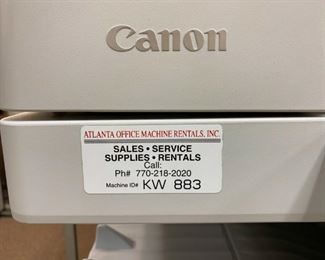 Canon
ATLANTA OFFICE MACHINE RENTALS, INC.
SALES • SERVICE
SUPPLIES • RENTALS
Call:
Ph# 770-218-2020
Machine ID# KW 883